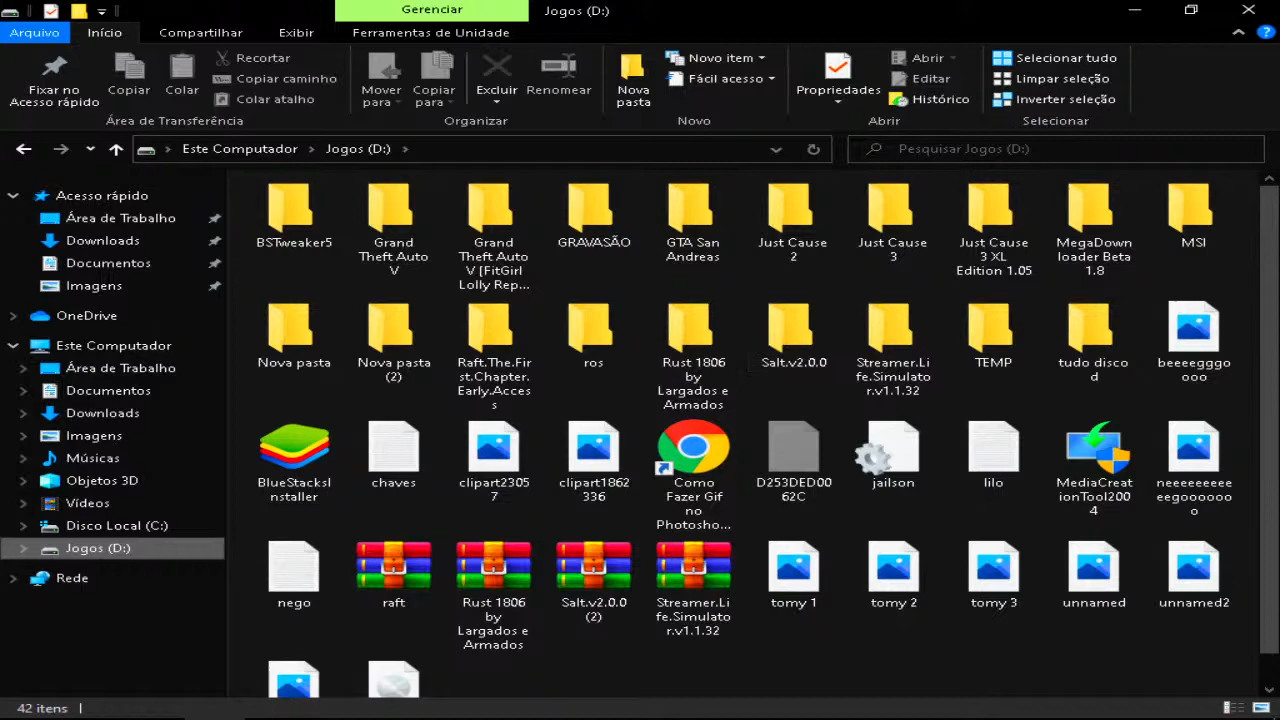 Gerenciar
Jogos (D:)
Arquivo
Início
Compartilhar
Exibir
Ferramentas de Unidade
Fixar no
Acesso rápido
Copiar
Colar
Recortar
Copiar caminho
Colar atalho
Área de Transferência
Mover
para
Copiar
para
Excluir
Renomear
Organizar
Nova
pasta
Novo item
Fácil acesso
Novo
Propriedades
Abrir
Editar
Histórico
Abrir
Selecionar tudo
Limpar seleção
Inverter seleção
Selecionar
Este Computador
Jogos (D:)
Pesquisar Jogos (D:)
Acesso rápido
Área de Trabalho
Downloads
Documentos
Imagens
OneDrive
Este Computador
Área de Trabalho
Documentos
Downloads
Imagens
Músicas
Objetos 3D
Vídeos
Disco Local (C:)
Jogos (D:)
Rede
BSTweaker5
Grand
Theft Auto
V
Grand
Theft Auto
V [FitGirl
Lolly Rep...
GRAVASÃO
GTA San
Andreas
Just Cause
2
Just Cause
3
Just Cause
3 XL
Edition 1.05
MegaDown
loader Beta
1.8
MSI
Nova pasta
Nova pasta
(2)
Raft.The.Fir
st.Chapter.
Early.Acces
s
ros
Rust 1806
by
Largados e
Armados
Salt.v2.0.0
Streamer.Li
fe.Simulato
r.v1.1.32
TEMP
tudo disco
d
beeeegggo
ooo
BlueStacksI
nstaller
chaves
clipart2305
7
clipart1862
336
Como
Fazer Gif
no
Photosho...
D253DED00
62C
jailson
lilo
MediaCreat
ionTool200
4
neeeeeeeee
eegooooooo
o
nego
raft
Rust 1806
by
Largados e
Armados
Salt.v2.0.0
(2)
Streamer.Li
fe.Simulato
r.v1.1.32
tomy 1
tomy 2
tomy 3
unnamed
unnamed2
42 itens